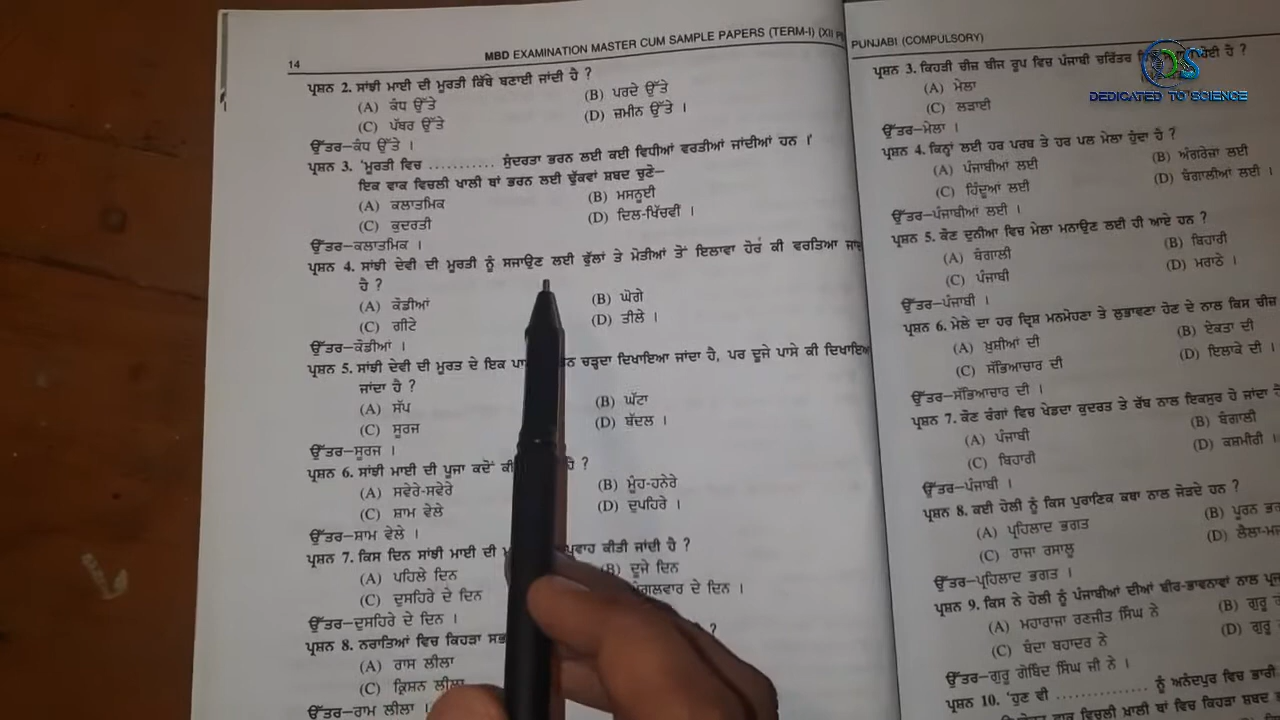 14
MBD EXAMINATION MASTER CUM SAMPLE PAPERS (TERM-I) (XII
ਪ੍ਰਸ਼ਨ 2. ਸਾਂਝੀ ਮਾਈ ਦੀ ਮੂਰਤੀ ਕਿੱਥੇ ਬਣਾਈ ਜਾਂਦੀ ਹੈ ?
(A) ਕੰਧ ਉੱਤੇ (B) ਪਰਦੇ ਉੱਤੇ
(C) ਪੱਥਰ ਉੱਤੇ (D) ਜ਼ਮੀਨ ਉੱਤੇ ।
ਉੱਤਰ—ਕੰਧ ਉੱਤੇ ।
ਪ੍ਰਸ਼ਨ 3. 'ਮੂਰਤੀ ਵਿਚ ........... ਸੁੰਦਰਤਾ ਭਰਨ ਲਈ ਕਈ ਵਿਧੀਆਂ ਵਰਤੀਆਂ ਜਾਂਦੀਆਂ ਹਨ ।'
ਇਕ ਵਾਕ ਵਿਚਲੀ ਖਾਲੀ ਥਾਂ ਭਰਨ ਲਈ ਢੁੱਕਵਾਂ ਸ਼ਬਦ ਚੁਣੋ—
(A) ਕਲਾਤਮਿਕ (B) ਮਸਨੂਈ
(C) ਕੁਦਰਤੀ (D) ਦਿਲ-ਖਿੱਚਵੀਂ ।
ਉੱਤਰ—ਕਲਾਤਮਿਕ ।
ਪ੍ਰਸ਼ਨ 4. ਸਾਂਝੀ ਦੇਵੀ ਦੀ ਮੂਰਤੀ ਨੂੰ ਸਜਾਉਣ ਲਈ ਫੁੱਲਾਂ ਤੇ ਮੋਤੀਆਂ ਤੋਂ ਇਲਾਵਾ ਹੋਰ ਕੀ ਵਰਤਿਆ
ਹੈ ?
(A) ਕੌਡੀਆਂ (B) ਘੋਗੇ
(C) ਗੀਟੇ (D) ਤੀਲੇ ।
ਉੱਤਰ—ਕੌਡੀਆਂ ।
ਪ੍ਰਸ਼ਨ 5. ਸਾਂਝੀ ਦੇਵੀ ਦੀ ਮੂਰਤ ਦੇ ਇਕ ਚੜ੍ਹਦਾ ਦਿਖਾਇਆ ਜਾਂਦਾ ਹੈ, ਪਰ ਦੂਜੇ ਪਾਸੇ ਕੀ
ਜਾਂਦਾ ਹੈ ?
(A) ਸੱਪ (B) ਘੱਟਾ
(C) ਸੂਰਜ (D) ਬੱਦਲ ।
ਉੱਤਰ—ਸੂਰਜ ।
ਪ੍ਰਸ਼ਨ 6. ਸਾਂਝੀ ਮਾਈ ਦੀ ਪੂਜਾ ਕਦੋਂ ਹੈ ?
(A) ਸਵੇਰੇ-ਸਵੇਰੇ (B) ਮੂੰਹ-ਹਨੇਰੇ
(C) ਸ਼ਾਮ ਵੇਲੇ (D) ਦੁਪਹਿਰੇ ।
ਉੱਤਰ—ਸ਼ਾਮ ਵੇਲੇ ।
ਪ੍ਰਸ਼ਨ 7. ਕਿਸ ਦਿਨ ਸਾਂਝੀ ਮਾਈ ਦੀ ਕੀਤੀ ਜਾਂਦੀ ਹੈ ?
(A) ਪਹਿਲੇ ਦਿਨ (B) ਦੂਜੇ ਦਿਨ
(C) ਦੁਸਹਿਰੇ ਦੇ ਦਿਨ ਦੇ ਦਿਨ ।
ਉੱਤਰ—ਦੁਸਹਿਰੇ ਦੇ ਦਿਨ ।
ਪ੍ਰਸ਼ਨ 8. ਨਰਾਤਿਆਂ ਵਿਚ ਕਿਹੜਾ ?
(A) ਰਾਸ ਲੀਲਾ
(C) ਕ੍ਰਿਸ਼ਨ ਲੀਲਾ
ਉੱਤਰ—ਰਾਮ ਲੀਲਾ ।
PUNJABI (COMPULSORY)
ਪ੍ਰਸ਼ਨ 3. ਕਿਹੜੀ ਚੀਜ਼ ਬੀਜ ਰੂਪ ਵਿਚ ਪੰਜਾਬੀ ਚਰਿੱਤਰ ਹੈ ?
(A) ਮੇਲਾ
(C) ਲੜਾਈ
ਉੱਤਰ—ਮੇਲਾ ।
ਪ੍ਰਸ਼ਨ 4. ਕਿਨ੍ਹਾਂ ਲਈ ਹਰ ਪਰਬ ਤੇ ਹਰ ਪਲ ਮੇਲਾ ਹੁੰਦਾ ਹੈ ?
(A) ਪੰਜਾਬੀਆਂ ਲਈ (B) ਅੰਗਰੇਜ਼ਾਂ ਲਈ
(C) ਹਿੰਦੂਆਂ ਲਈ (D) ਬੰਗਾਲੀਆਂ ਲਈ ।
ਉੱਤਰ—ਪੰਜਾਬੀਆਂ ਲਈ ।
ਪ੍ਰਸ਼ਨ 5. ਕੌਣ ਦੁਨੀਆ ਵਿਚ ਮੇਲਾ ਮਨਾਉਣ ਲਈ ਹੀ ਆਏ ਹਨ ?
(A) ਬੰਗਾਲੀ (B) ਬਿਹਾਰੀ
(C) ਪੰਜਾਬੀ (D) ਮਰਾਠੇ ।
ਉੱਤਰ—ਪੰਜਾਬੀ ।
ਪ੍ਰਸ਼ਨ 6. ਮੇਲੇ ਦਾ ਹਰ ਦ੍ਰਿਸ਼ ਮਨਮੋਹਣਾ ਤੇ ਲੁਭਾਵਣਾ ਹੋਣ ਦੇ ਨਾਲ ਕਿਸ ਚੀਜ਼
(A) ਖ਼ੁਸ਼ੀਆਂ ਦੀ (B) ਏਕਤਾ ਦੀ
(C) ਸੱਭਿਆਚਾਰ ਦੀ (D) ਇਲਾਕੇ ਦੀ ।
ਉੱਤਰ—ਸੱਭਿਆਚਾਰ ਦੀ ।
ਪ੍ਰਸ਼ਨ 7. ਕੌਣ ਰੰਗਾਂ ਵਿਚ ਖੇਡਦਾ ਕੁਦਰਤ ਤੇ ਰੱਬ ਨਾਲ ਇਕਸੁਰ ਹੋ ਜਾਂਦਾ
(A) ਪੰਜਾਬੀ (B) ਬੰਗਾਲੀ
(C) ਬਿਹਾਰੀ (D) ਕਸ਼ਮੀਰੀ ।
ਉੱਤਰ—ਪੰਜਾਬੀ ।
ਪ੍ਰਸ਼ਨ 8. ਕਈ ਹੋਲੀ ਨੂੰ ਕਿਸ ਪੁਰਾਣਿਕ ਕਥਾ ਨਾਲ ਜੋੜਦੇ ਹਨ ?
(A) ਪ੍ਰਹਿਲਾਦ ਭਗਤ (B) ਪੂਰਨ
(C) ਰਾਜਾ ਰਸਾਲੂ (D)
ਉੱਤਰ—ਪ੍ਰਹਿਲਾਦ ਭਗਤ ।
ਪ੍ਰਸ਼ਨ 9. ਕਿਸ ਨੇ ਹੋਲੀ ਨੂੰ ਪੰਜਾਬੀਆਂ ਦੀਆਂ ਬੀਰ-ਭਾਵਨਾਵਾਂ ਨਾਲ
(A) ਮਹਾਰਾਜਾ ਰਣਜੀਤ ਸਿੰਘ ਨੇ (B) ਗੁਰੂ
(C) ਬੰਦਾ ਬਹਾਦਰ ਨੇ (D) ਗੁਰੂ
ਉੱਤਰ—ਗੁਰੂ ਗੋਬਿੰਦ ਸਿੰਘ ਜੀ ਨੇ ।
ਪ੍ਰਸ਼ਨ 10. 'ਹੁਣ ਵੀ ............... ਨੂੰ ਅਨੰਦਪੁਰ ਵਿਚ ਭਾਰੀ
ਵਾਕ ਵਿਚਲੀ ਖ਼ਾਲੀ ਥਾਂ ਵਿਚ ਕਿਹੜਾ ਸ਼ਬਦ
DS
DEDICATED TO SCIENCE